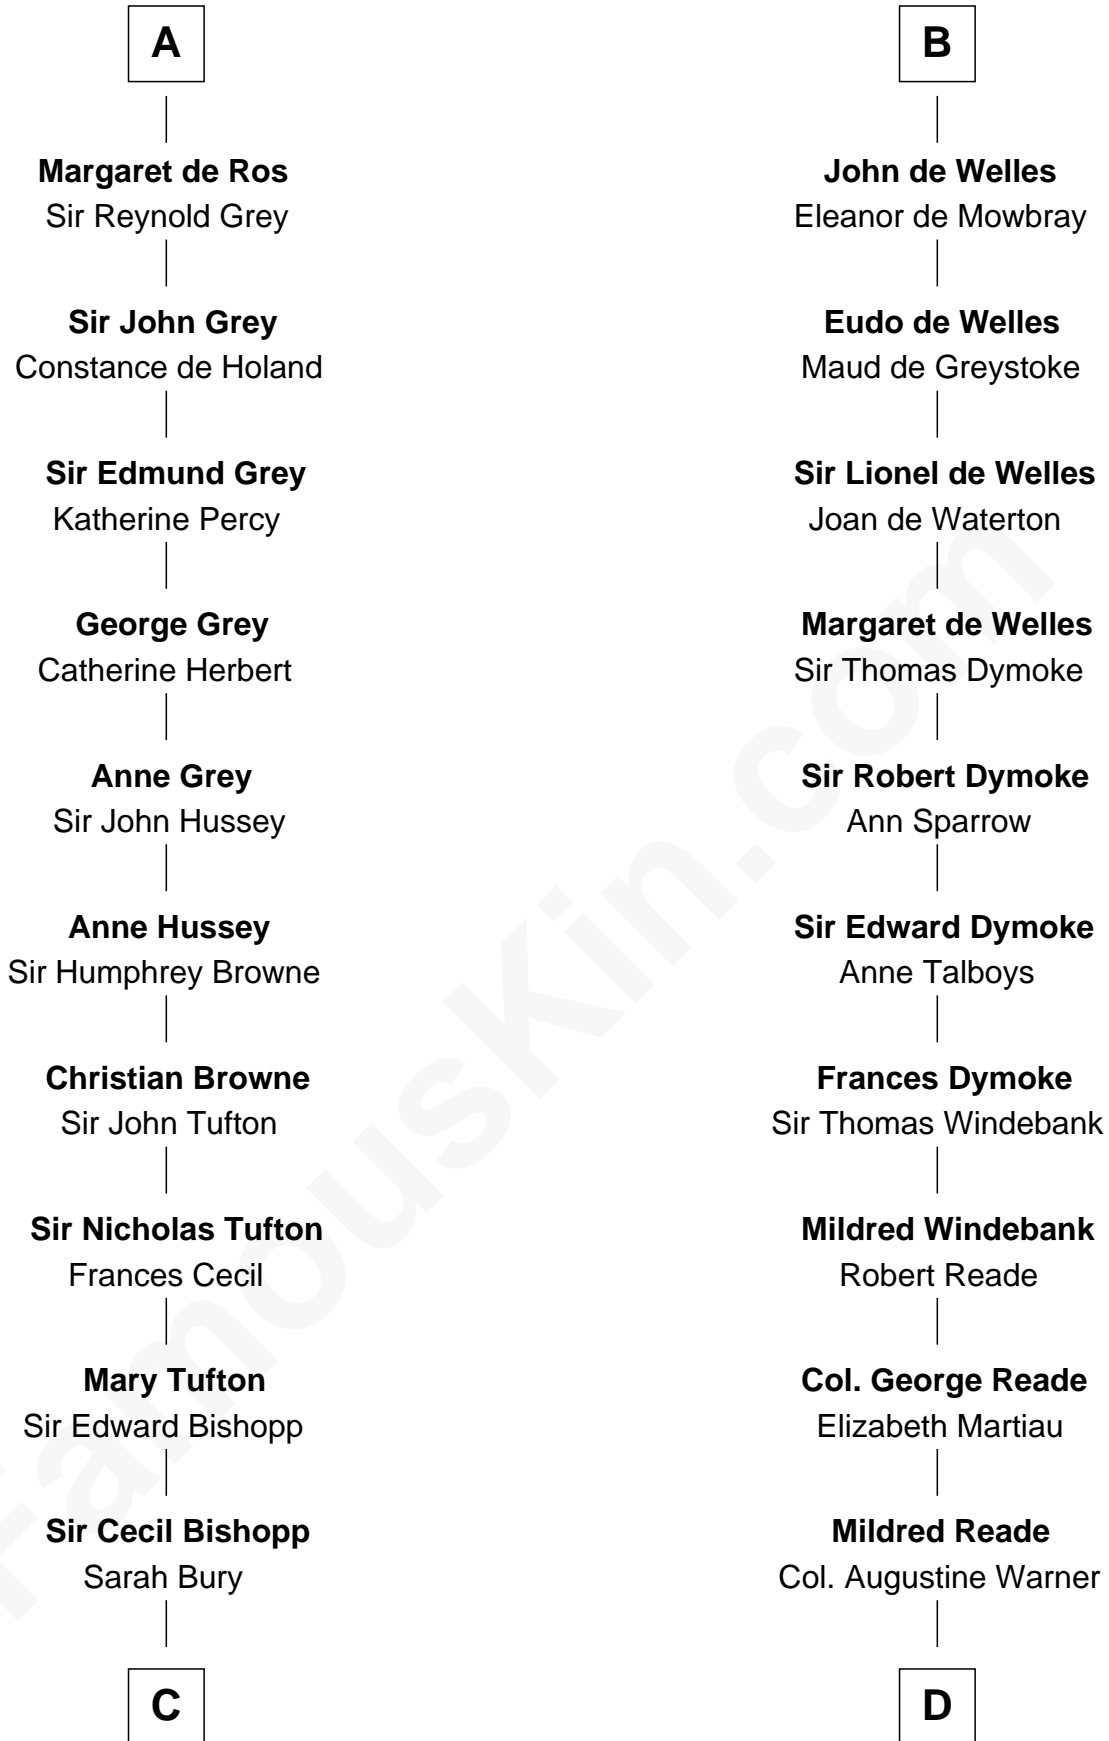 A
Margaret de Ros
Sir Reynold Grey
Sir John Grey
Constance de Holand
Sir Edmund Grey
Katherine Percy
George Grey
Catherine Herbert
Anne Grey
Sir John Hussey
Anne Hussey
Sir Humphrey Browne
Christian Browne
Sir John Tufton
Sir Nicholas Tufton
Frances Cecil
Mary Tufton
Sir Edward Bishopp
Sir Cecil Bishopp
Sarah Bury
C
B
John de Welles
Eleanor de Mowbray
Eudo de Welles
Maud de Greystoke
Sir Lionel de Welles
Joan de Waterton
Margaret de Welles
Sir Thomas Dymoke
Sir Robert Dymoke
Ann Sparrow
Sir Edward Dymoke
Anne Talboys
Frances Dymoke
Sir Thomas Windebank
Mildred Windebank
Robert Reade
Col. George Reade
Elizabeth Martiau
Mildred Reade
Col. Augustine Warner
D
FamousKin.com